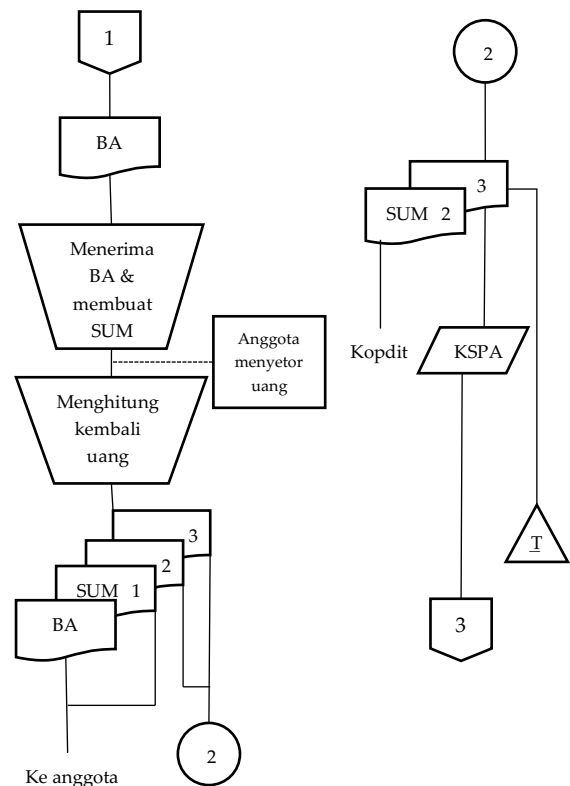 1
BA
Menerima
BA &
membuat
SUM
Anggota
menyetor
uang
Menghitung
kembali
uang
3
2
SUM 1
BA
Ke anggota
2
2
3
SUM 2
Kopdit
KSPA
T
3